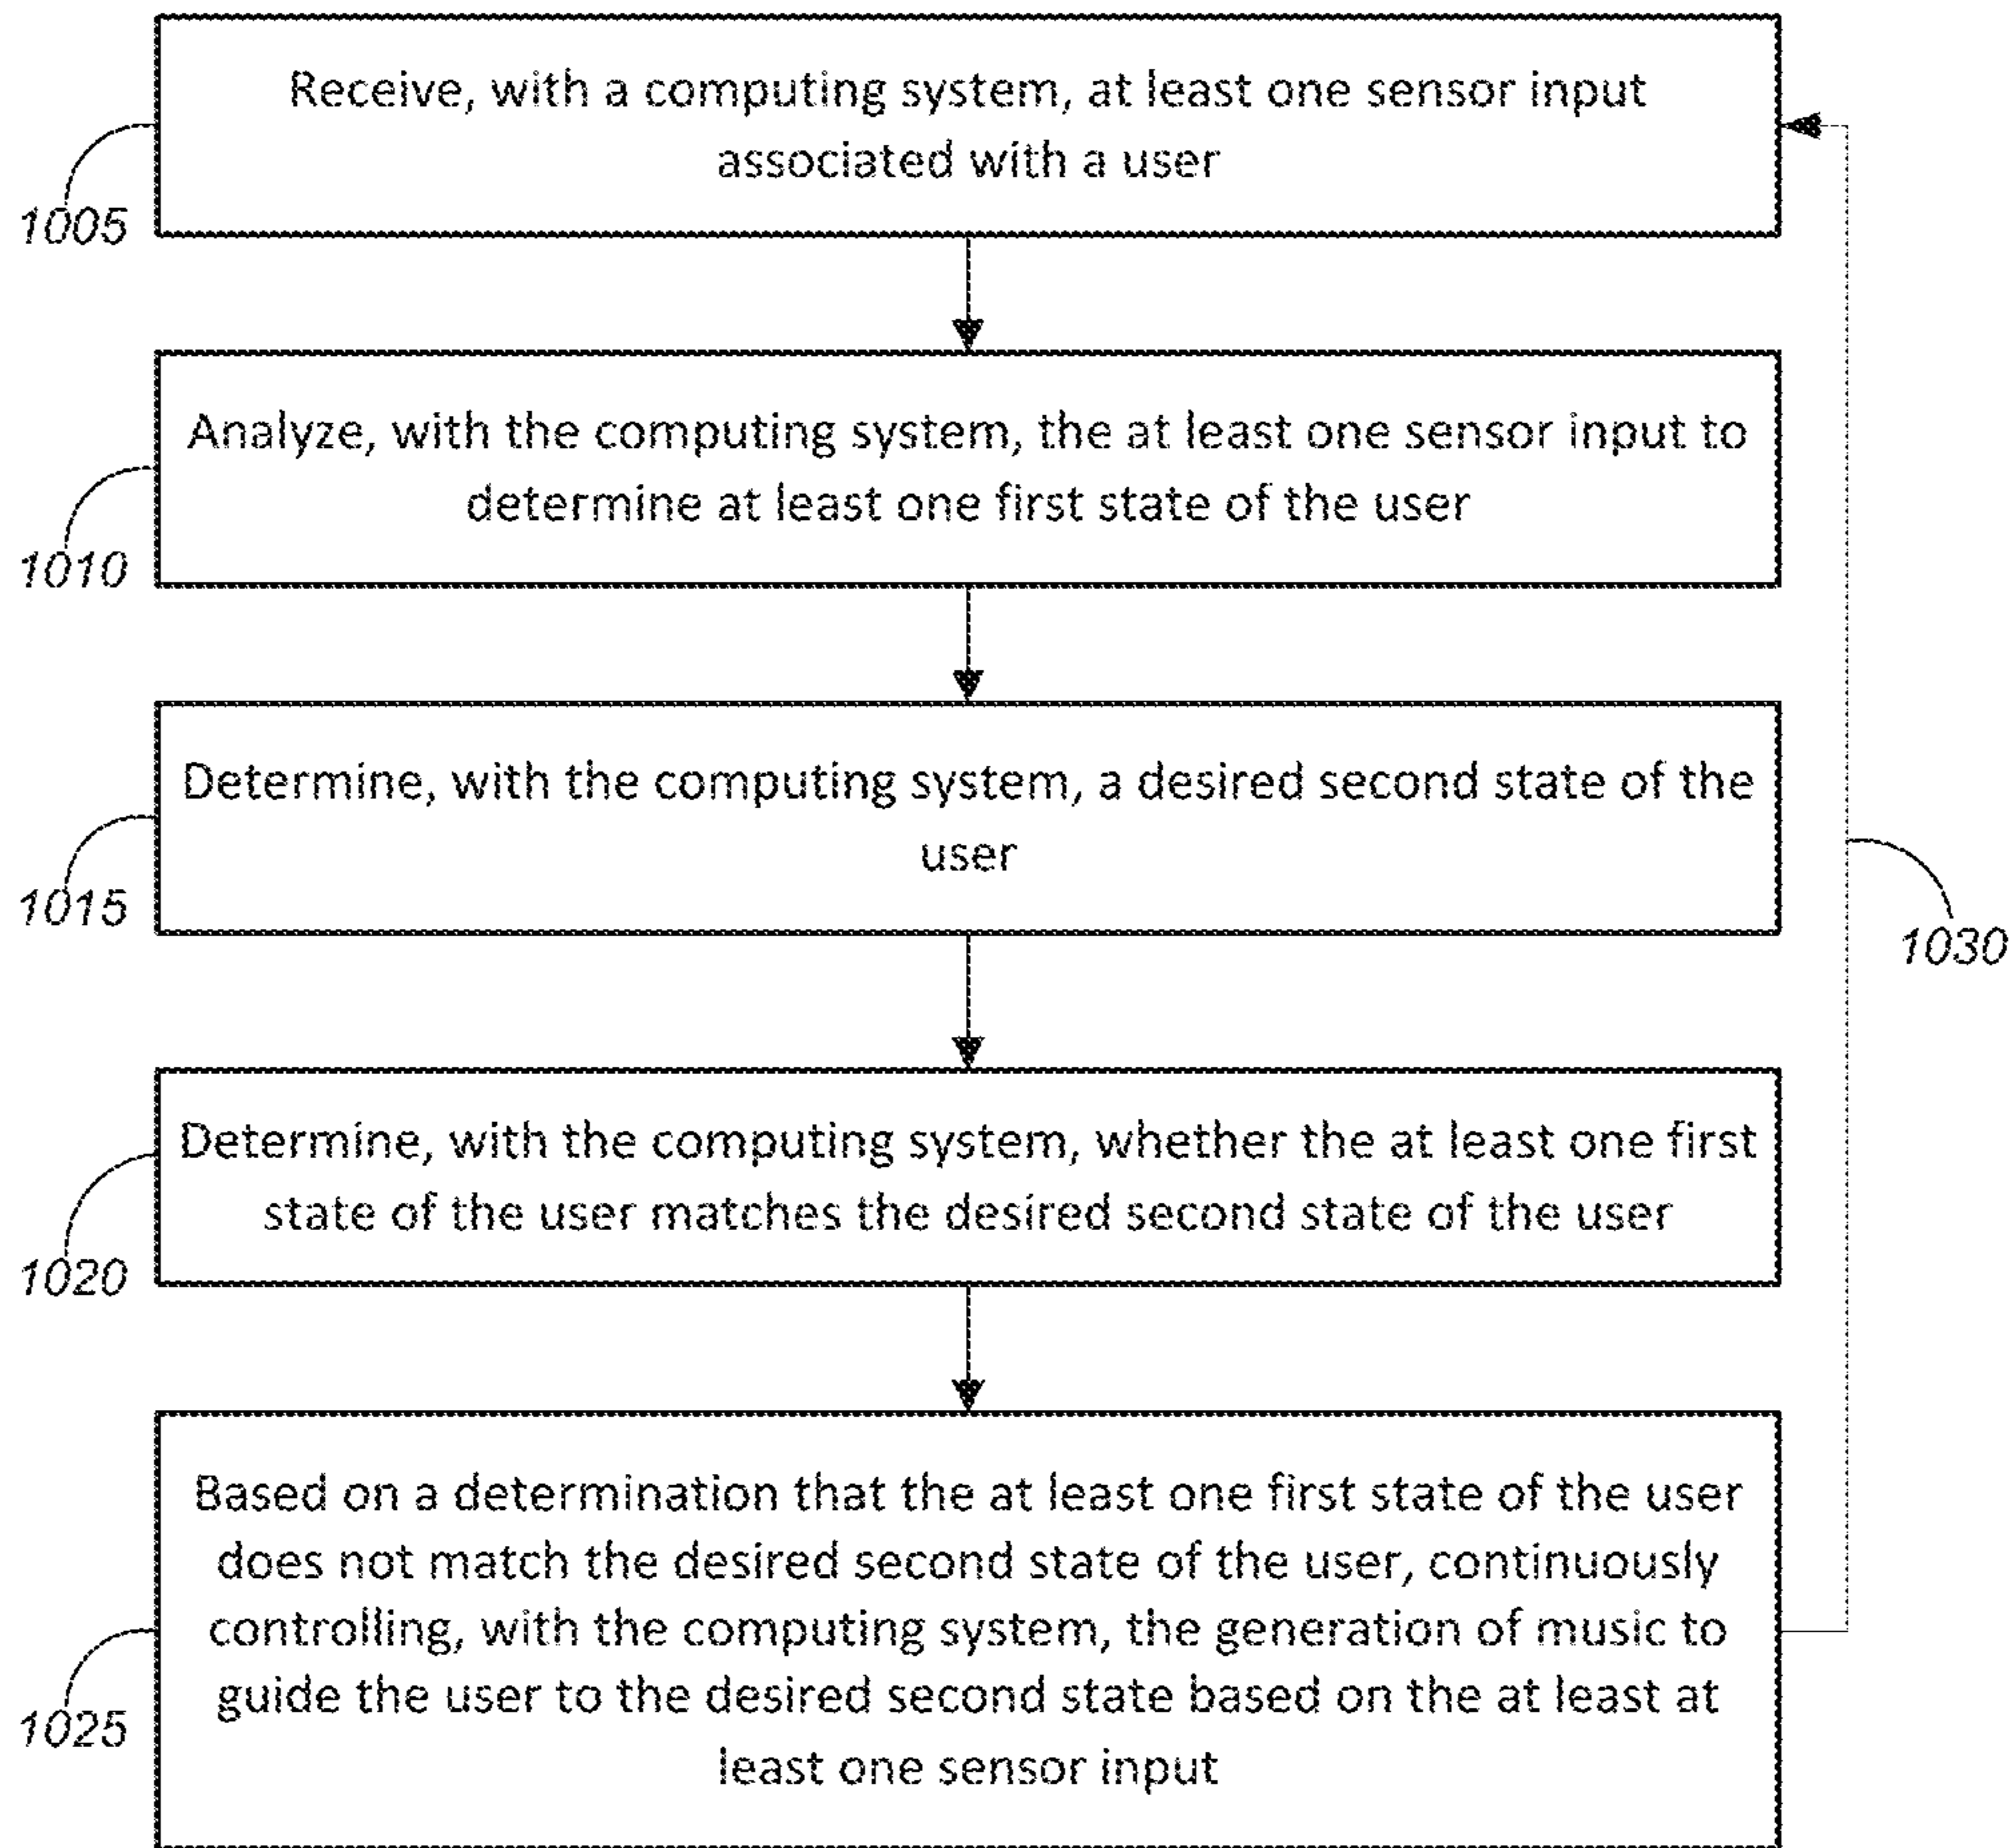 Receive, with a computing system, at least one sensor input
associated with a user
1005
Analyze, with the computing system, the at least one sensor input to
determine at least one first state of the user
1010
Determine, with the computing system, a desired second state of the
user
1015
1030
Determine, with the computing system, whether the at least one first
state of the user matches the desired second state of the user
1020
Based on a determination that the at least one first state of the user
does not match the desired second state of the user, continuously
controlling, with the computing system, the generation of music to
guide the user to the desired second state based on the at least at
least one sensor input
1025